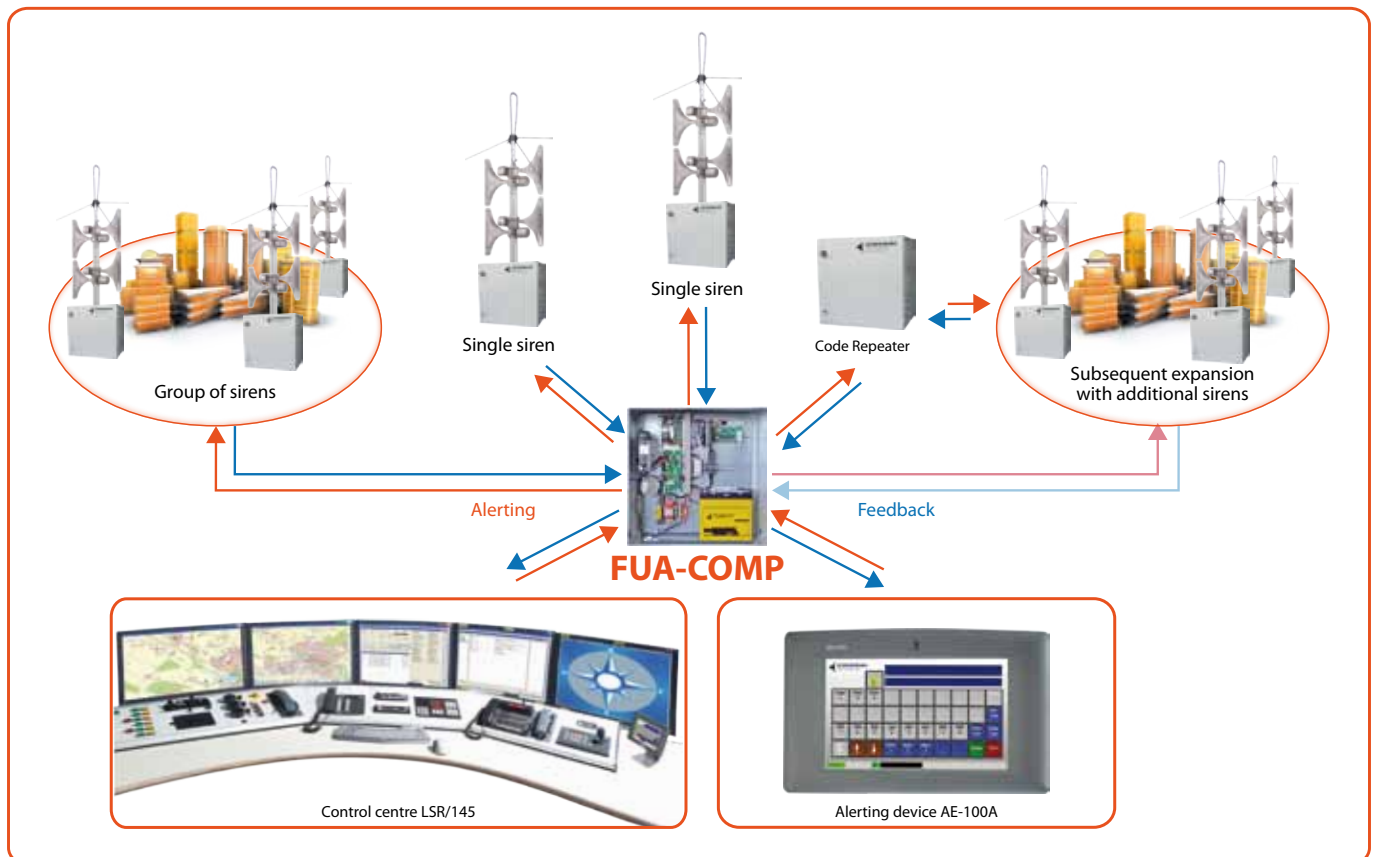 Single siren
Single siren
Code Repeater
Group of sirens
Subsequent expansion
with additional sirens
Alerting
Feedback
FUA-COMP
Control centre LSR/145
Alerting device AE-100A